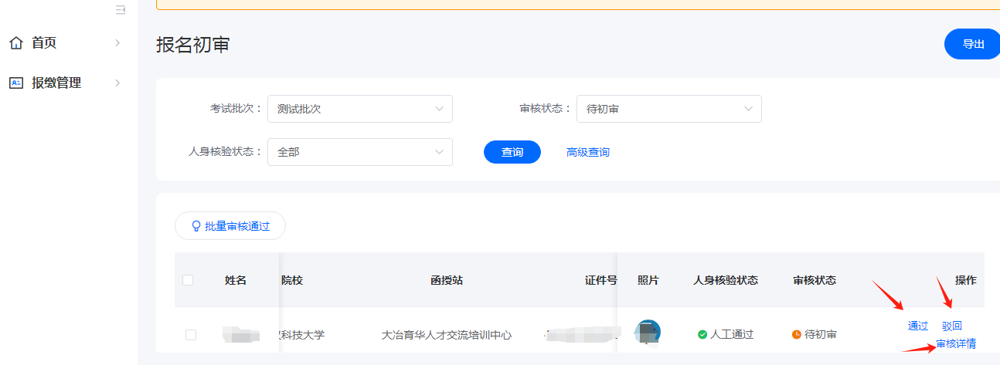 首页
报缴管理
报名初审
导出
考试批次： 测试批次 审核状态： 待初审
人身核验状态： 全部 查询 高级查询
批量审核通过
姓名 院校 函授站 证件号 照片 人身核验状态 审核状态 操作
科技大学 大冶育华人才交流培训中心 人工通过 待初审 通过 驳回
审核详情